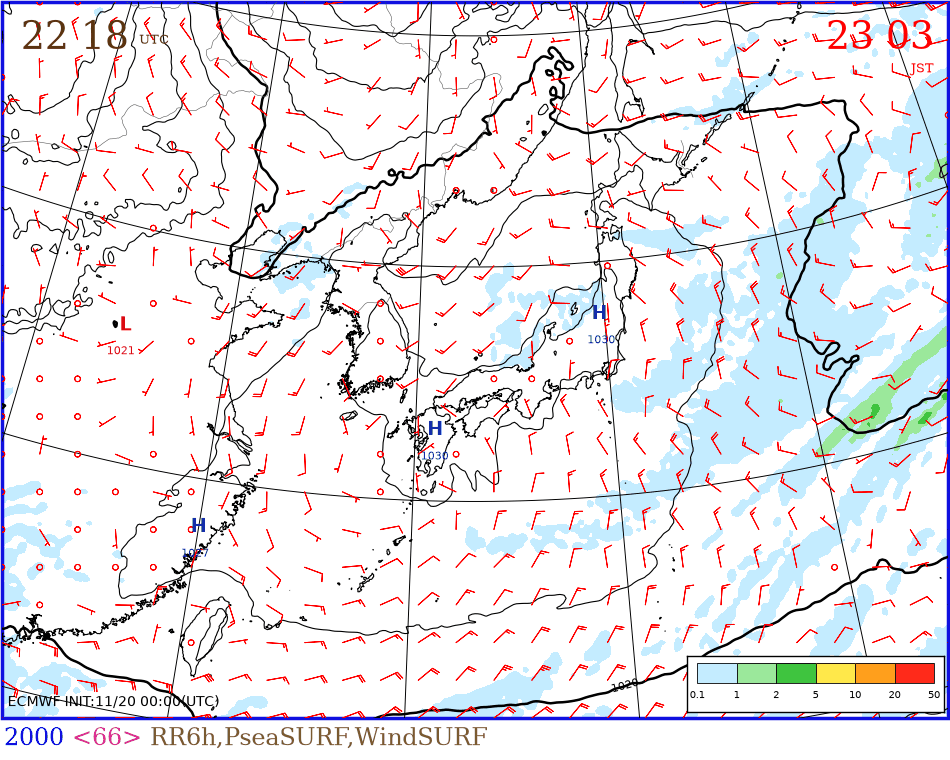 22 18 UTC 23 03
JST
L
1021
H
1030
H
1030
H
1020
ECMWF INIT:11/20 00:00(UTC)
0.1 1 2 5 10 20 50
2000 <66> RR6h,PseaSURF,WindSURF